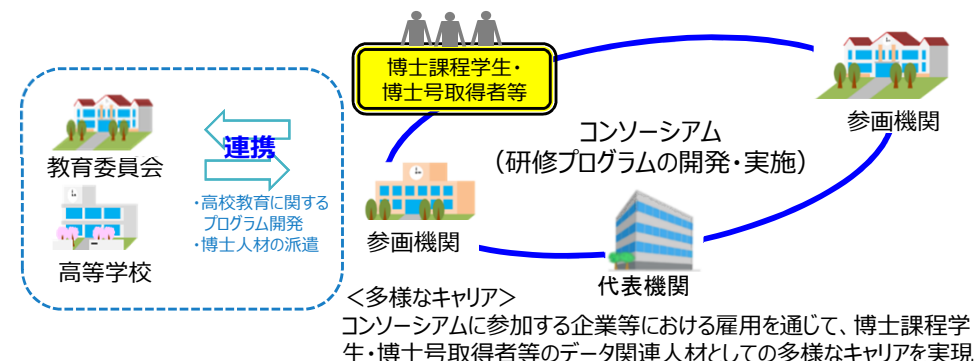 博士課程学生・
博士号取得者等
教育委員会
高等学校
連携
・高校教育に関する
プログラム開発
・博士人材の派遣
コンソーシアム
（研修プログラムの開発・実施）
参画機関
参画機関
代表機関
＜多様なキャリア＞
コンソーシアムに参加する企業等における雇用を通じて、博士課程学
生・博士号取得者等のデータ関連人材としての多様なキャリアを実現